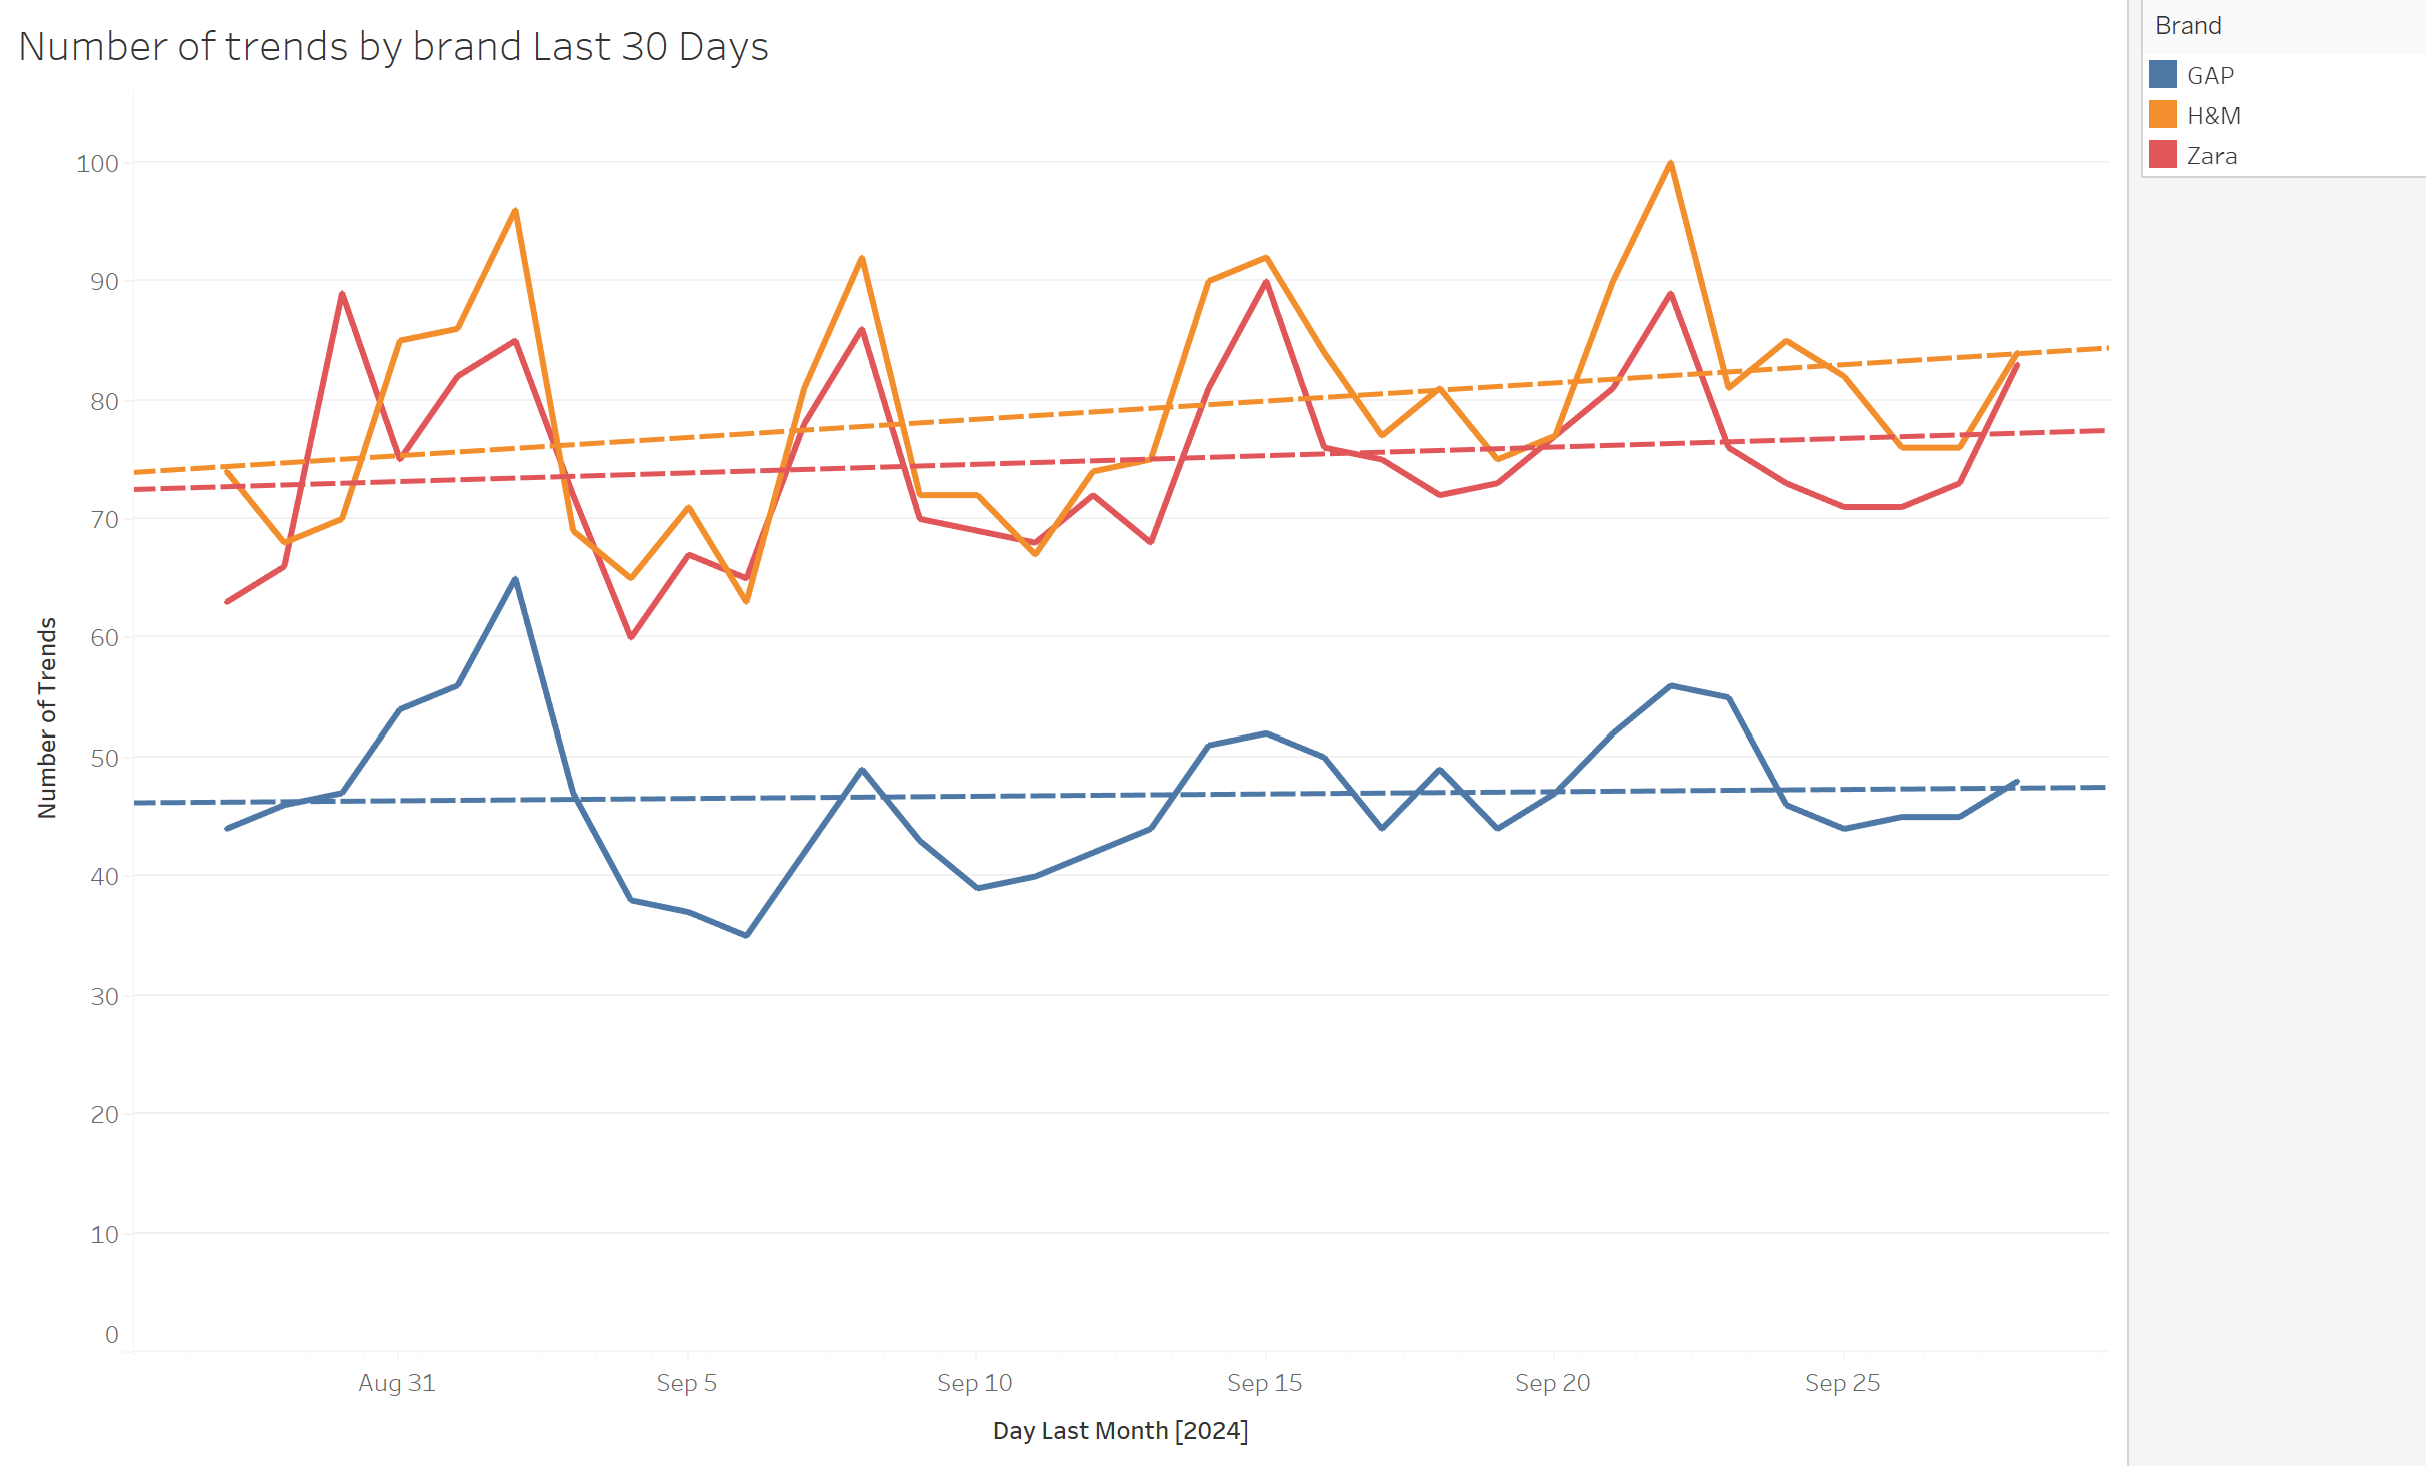 Number of trends by brand Last 30 Days
Brand
GAP
H&M
Zara
Number of Trends
100
90
80
70
60
50
40
30
20
10
0
Aug 31
Sep 5
Sep 10
Sep 15
Sep 20
Sep 25
Day Last Month [2024]